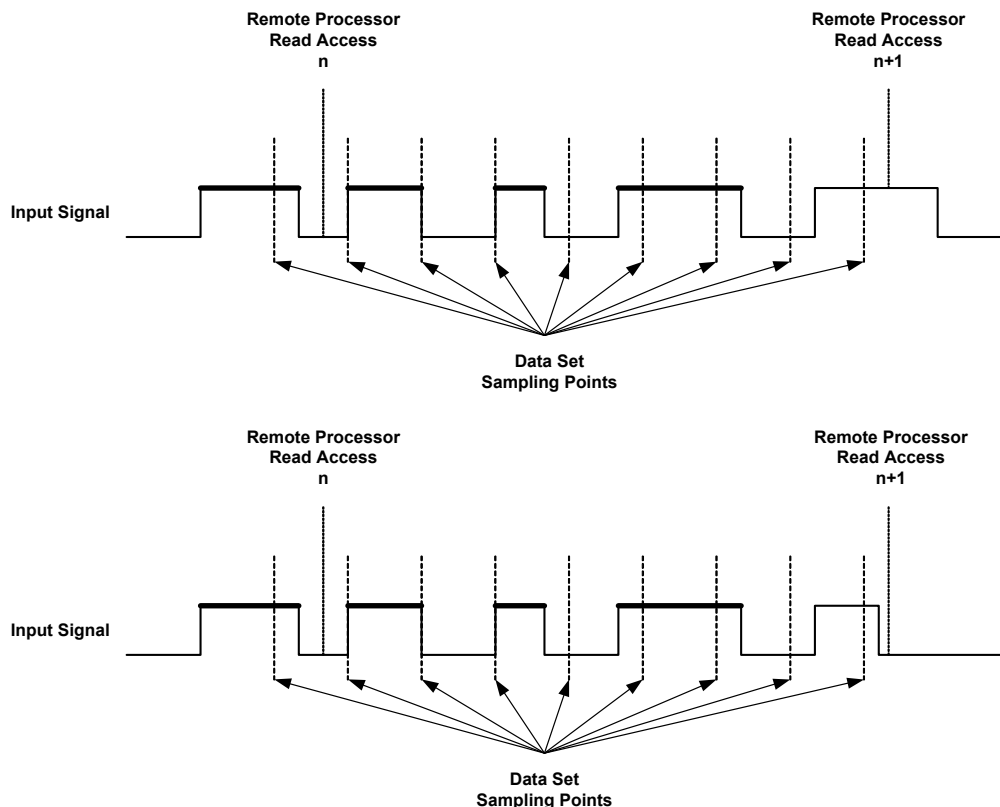 Remote Processor
Read Access
n
Remote Processor
Read Access
n+1
Input Signal
Data Set
Sampling Points
Remote Processor
Read Access
n
Remote Processor
Read Access
n+1
Input Signal
Data Set
Sampling Points